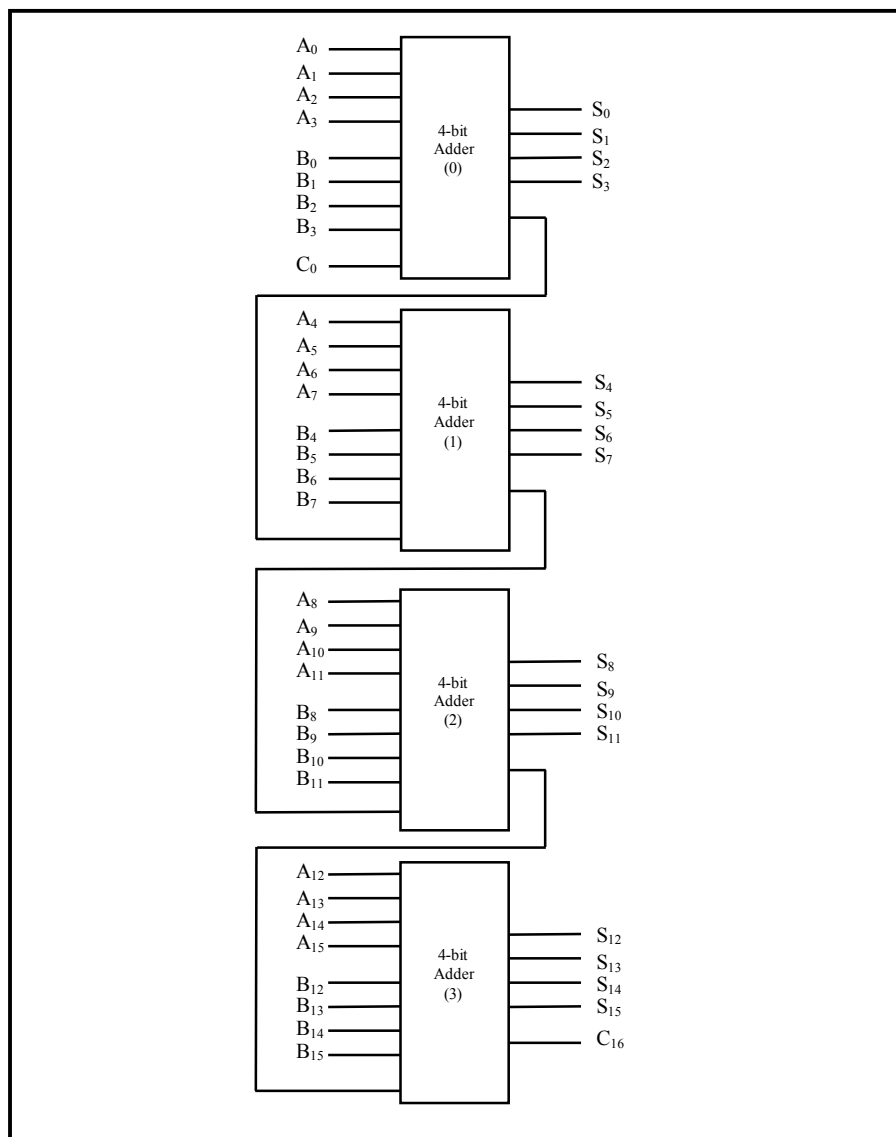 A₀
A₁
A₂
A₃
B₀
B₁
B₂
B₃
C₀
4-bit
Adder
(0)
S₀
S₁
S₂
S₃
A₄
A₅
A₆
A₇
B₄
B₅
B₆
B₇
4-bit
Adder
(1)
S₄
S₅
S₆
S₇
A₈
A₉
A₁₀
A₁₁
B₈
B₉
B₁₀
B₁₁
4-bit
Adder
(2)
S₈
S₉
S₁₀
S₁₁
A₁₂
A₁₃
A₁₄
A₁₅
B₁₂
B₁₃
B₁₄
B₁₅
4-bit
Adder
(3)
S₁₂
S₁₃
S₁₄
S₁₅
C₁₆